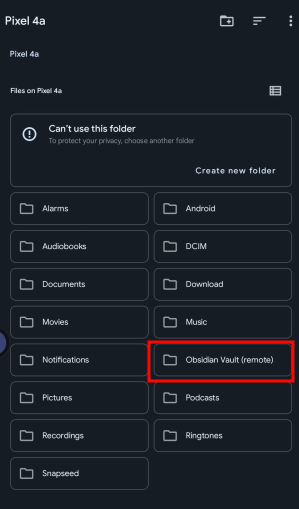 Pixel 4a
Pixel 4a
Files on Pixel 4a
Can't use this folder
To protect your privacy, choose another folder
Create new folder
Alarms
Android
Audiobooks
DCIM
Documents
Download
Movies
Music
Notifications
Obsidian Vault (remote)
Pictures
Podcasts
Recordings
Ringtones
Snapseed